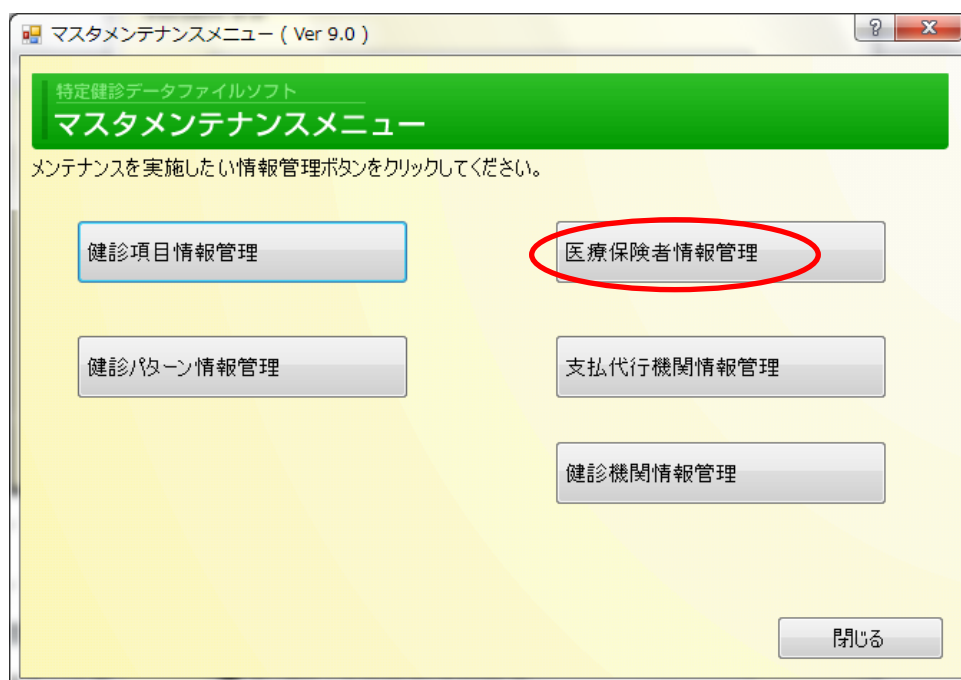 マスタメンテナンスメニュー ( Ver 9.0 )
特定健診データファイルソフト
マスタメンテナンスメニュー
メンテナンスを実施したい情報管理ボタンをクリックしてください。
健診項目情報管理
医療保険者情報管理
健診パターン情報管理
支払代行機関情報管理
健診機関情報管理
閉じる